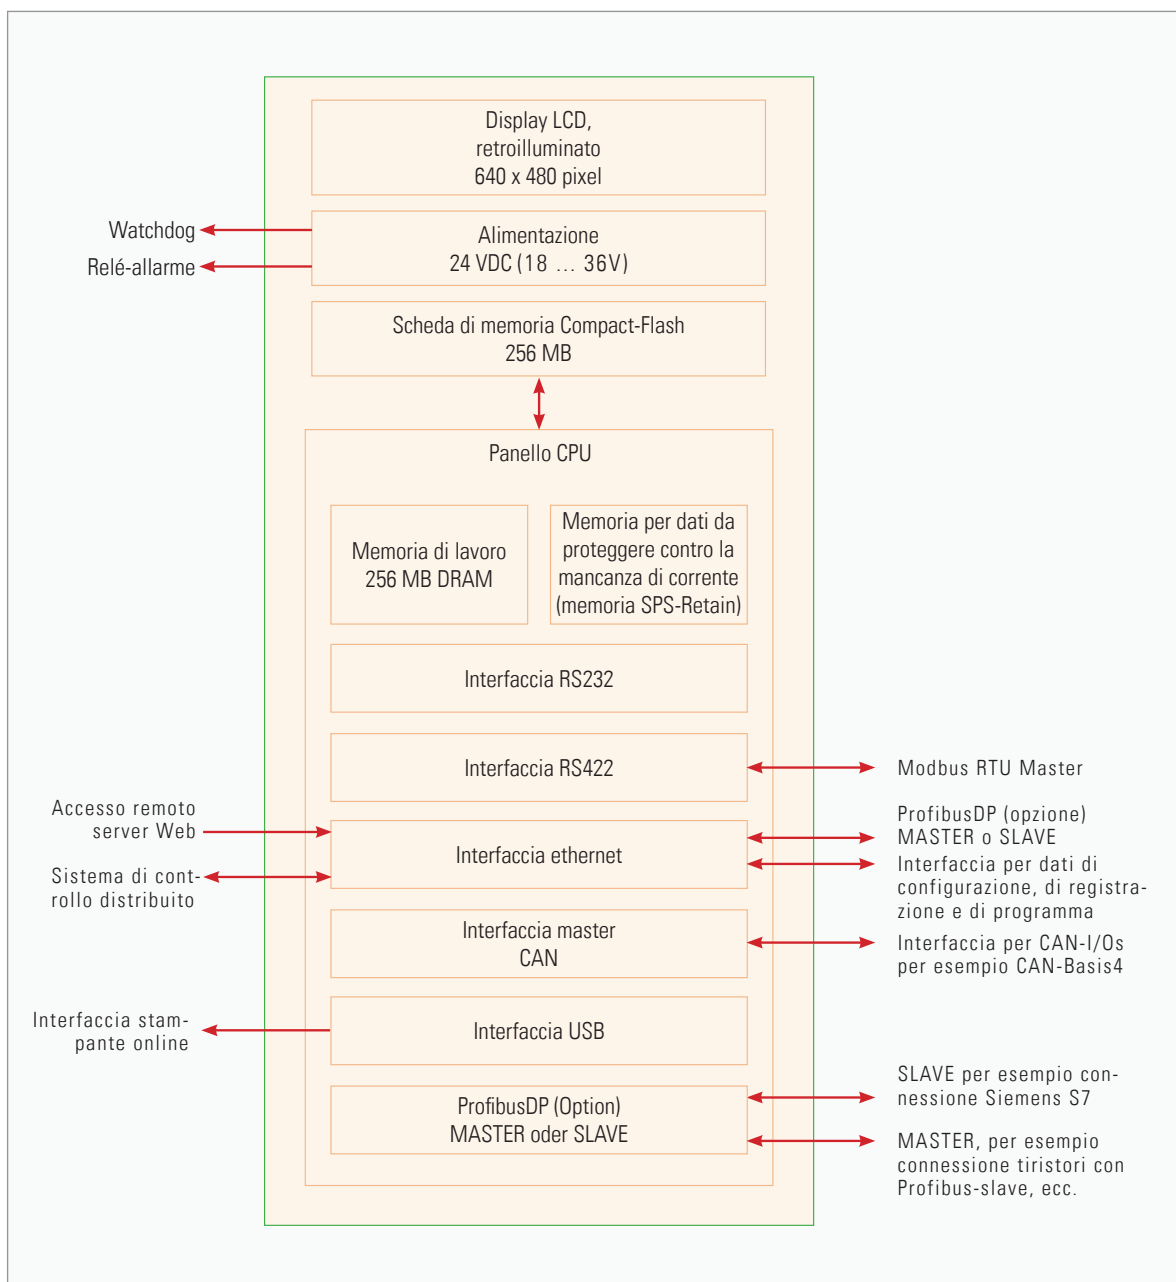 Display LCD,
retroilluminato
640 x 480 pixel
Watchdog
Relé-allarme
Alimentazione
24 VDC (18 ... 36V)
Scheda di memoria Compact-Flash
256 MB
Panello CPU
Memoria di lavoro
256 MB DRAM
Memoria per dati da
proteggere contro la
mancanza di corrente
(memoria SPS-Retain)
Interfaccia RS232
Interfaccia RS422
Modbus RTU Master
Accesso remoto
server Web
Sistema di cont-
rollo distribuito
Interfaccia ethernet
ProfibusDP (opzione)
MASTER o SLAVE
Interfaccia per dati di
configurazione, di registra-
zione e di programma
Interfaccia master
CAN
Interfaccia per CAN-I/Os
per esempio CAN-Basis4
Interfaccia stam-
pante online
Interfaccia USB
ProfibusDP (Option)
MASTER oder SLAVE
SLAVE per esempio con-
nessione Siemens S7
MASTER, per esempio
connessione tiristori con
Profibus-slave, ecc.